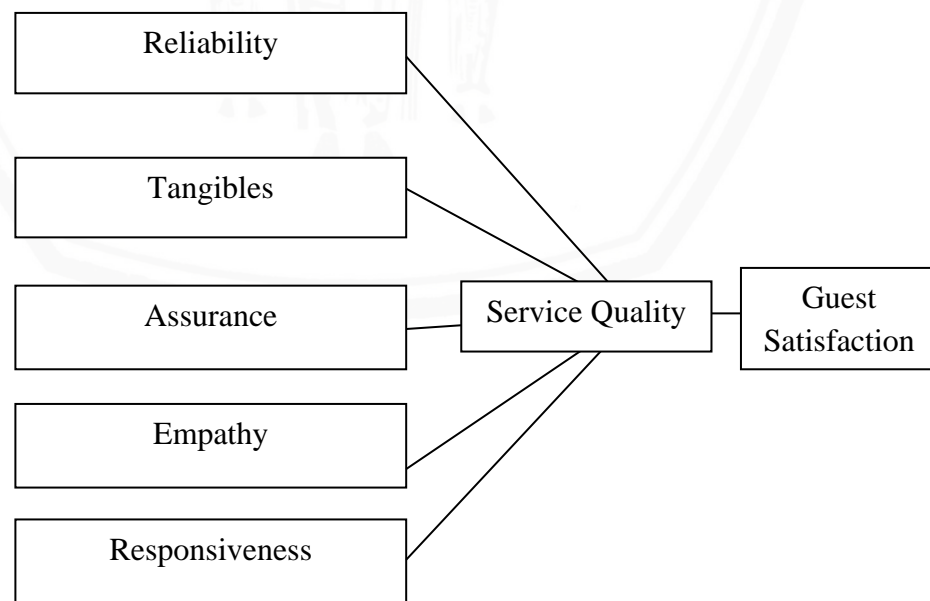 Reliability
Tangibles
Assurance
Empathy
Responsiveness
Service Quality
Guest
Satisfaction